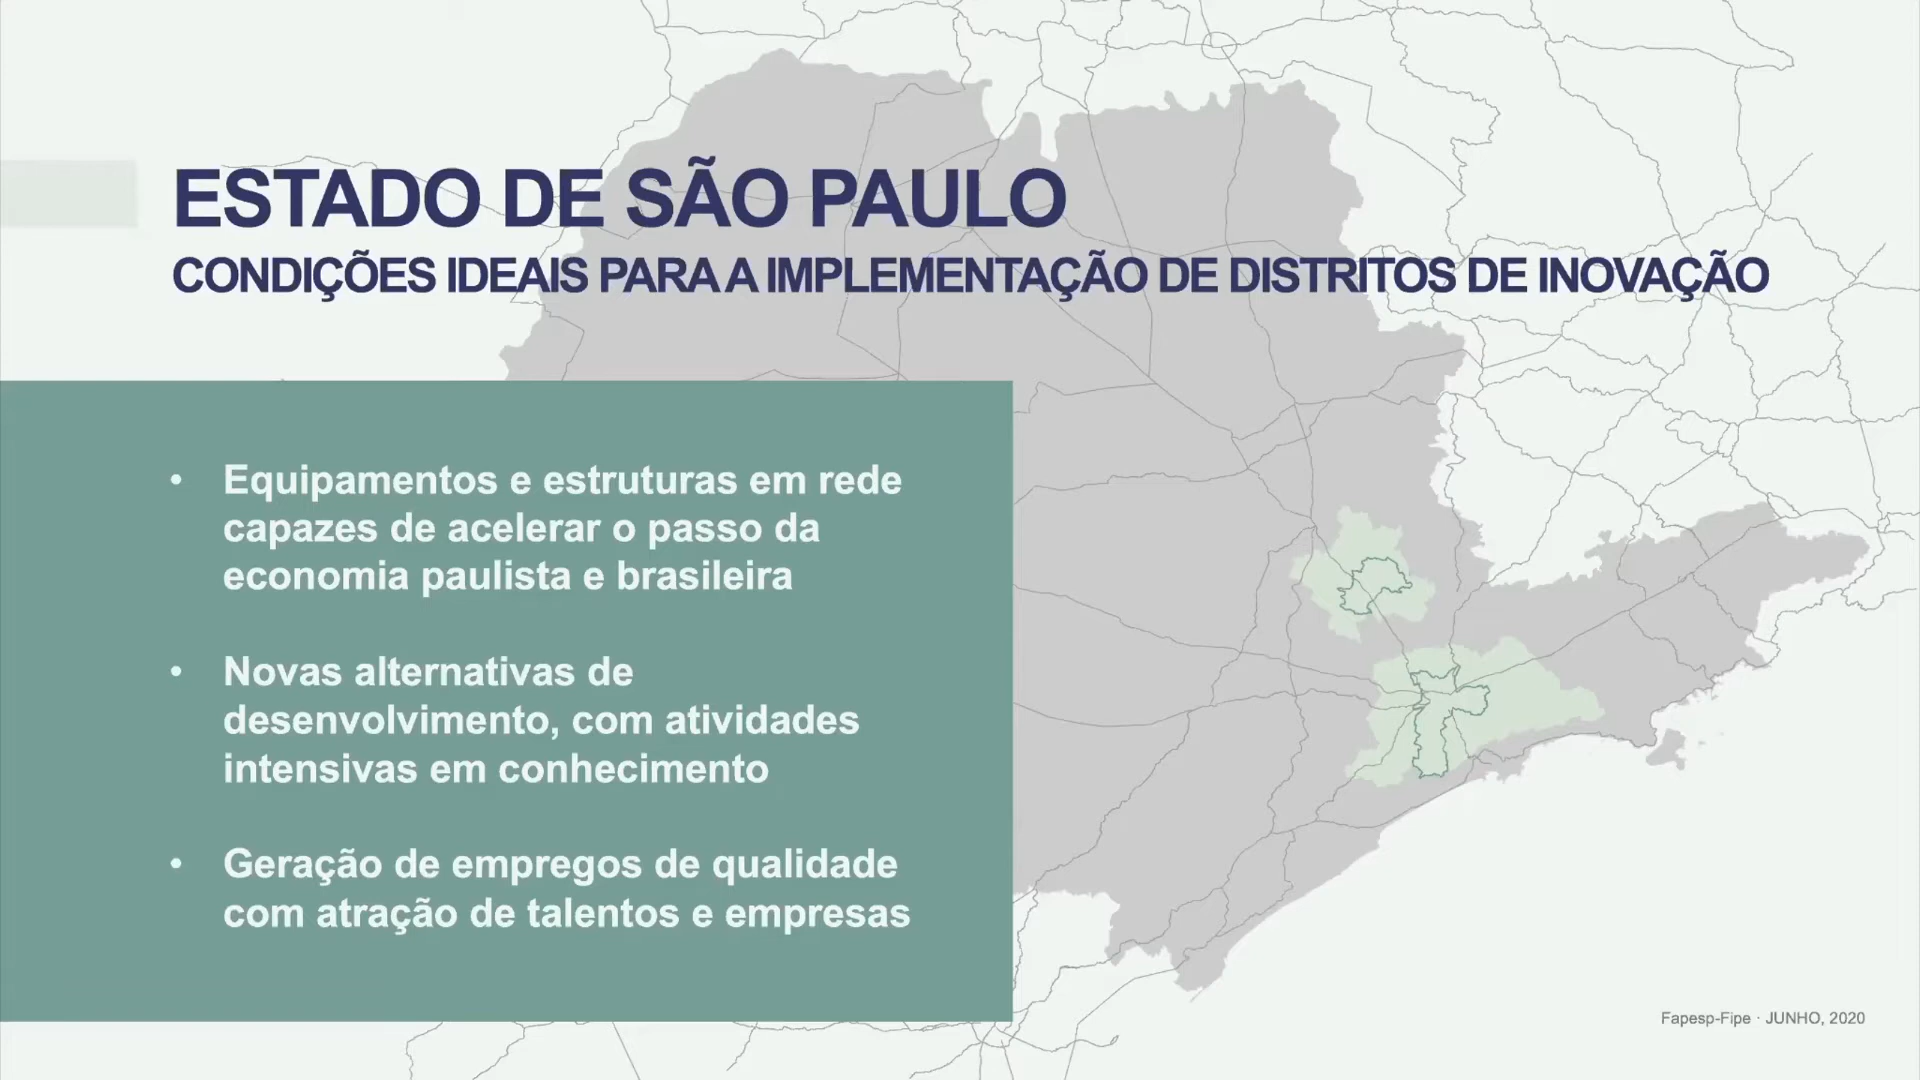 ESTADO DE SÃO PAULO
CONDIÇÕES IDEAIS PARA A IMPLEMENTAÇÃO DE DISTRITOS DE INOVAÇÃO
• Equipamentos e estruturas em rede
capazes de acelerar o passo da
economia paulista e brasileira
• Novas alternativas de
desenvolvimento, com atividades
intensivas em conhecimento
• Geração de empregos de qualidade
com atração de talentos e empresas
Fapesp-Fipe · JUNHO, 2020